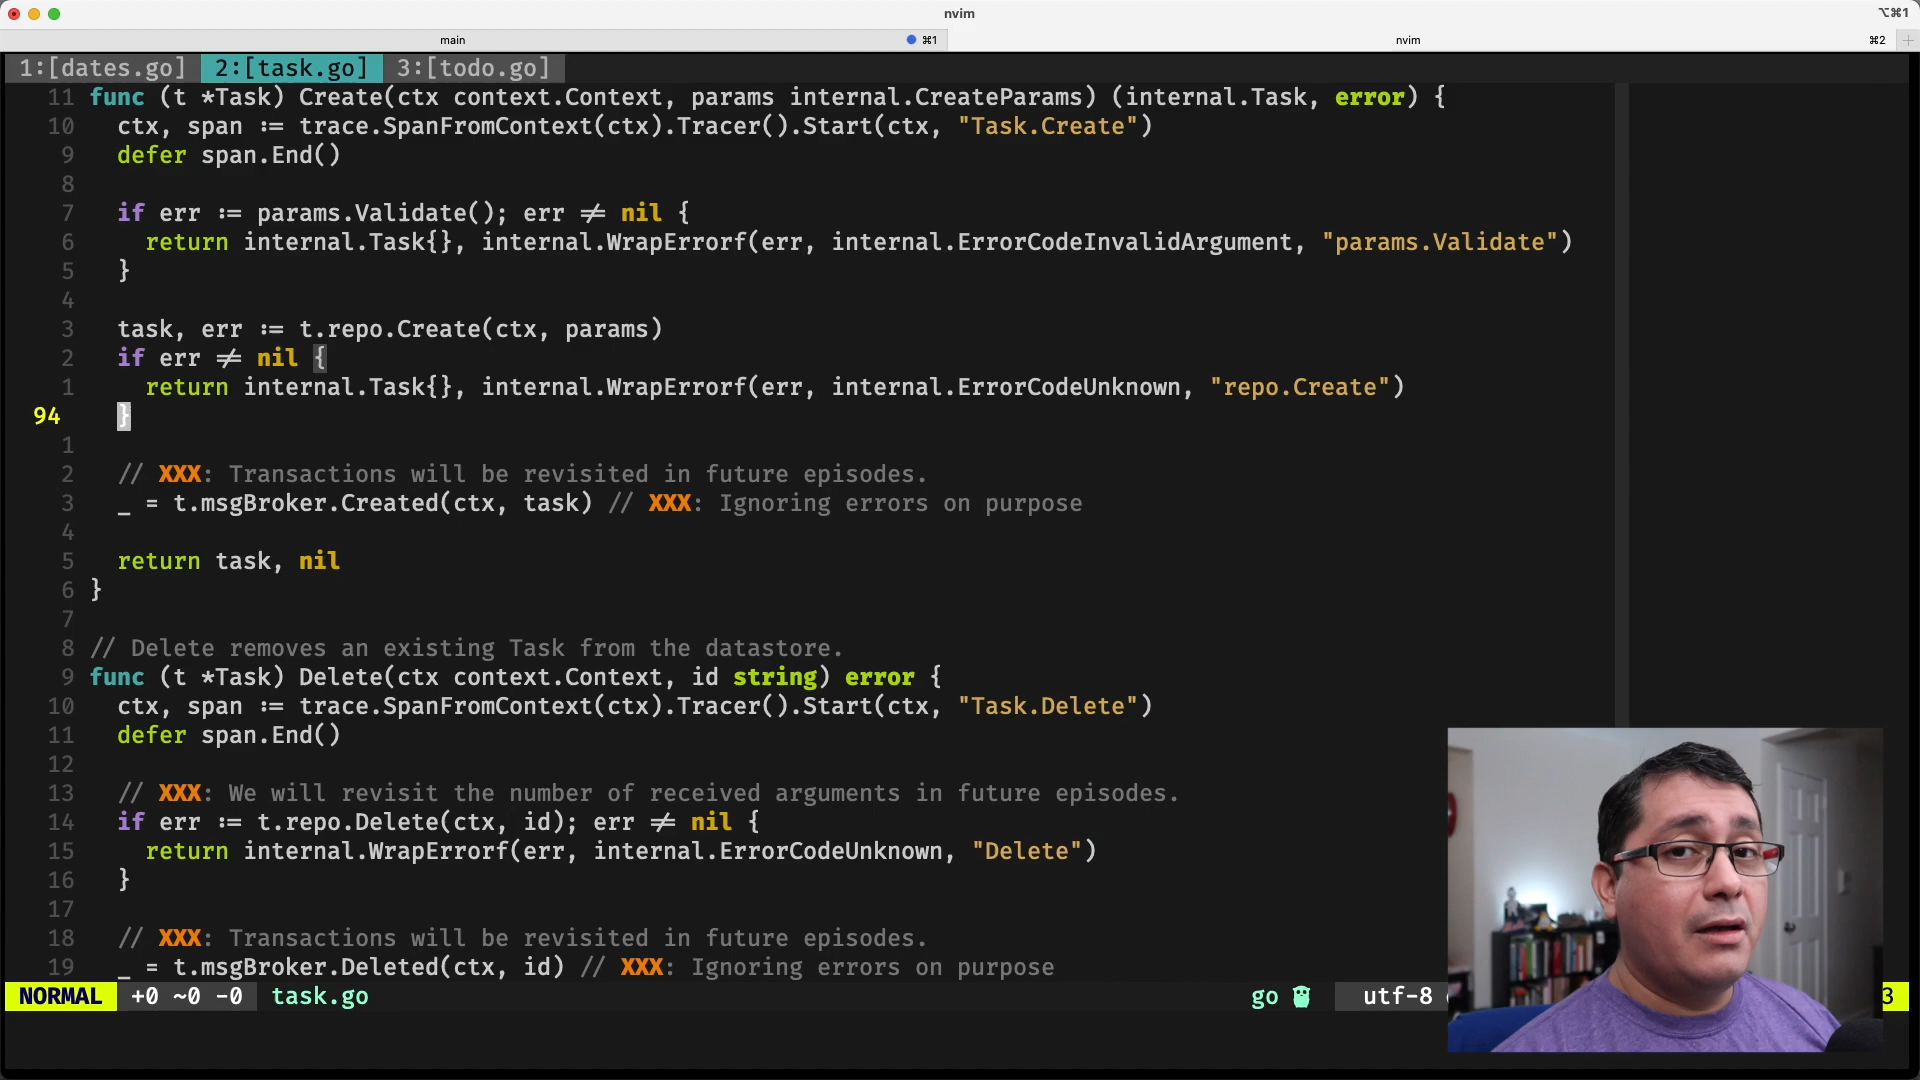 nvim
⌥⌘1
main
⌘1
nvim
⌘2
1:[dates.go] 2:[task.go] 3:[todo.go]
11 func (t *Task) Create(ctx context.Context, params internal.CreateParams) (internal.Task, error) {
10 ctx, span := trace.SpanFromContext(ctx).Tracer().Start(ctx, "Task.Create")
9 defer span.End()
8
7 if err := params.Validate(); err != nil {
6 return internal.Task{}, internal.WrapErrorf(err, internal.ErrorCodeInvalidArgument, "params.Validate")
5 }
4
3 task, err := t.repo.Create(ctx, params)
2 if err != nil {
1 return internal.Task{}, internal.WrapErrorf(err, internal.ErrorCodeUnknown, "repo.Create")
94 }
1
2 // XXX: Transactions will be revisited in future episodes.
3 _ = t.msgBroker.Created(ctx, task) // XXX: Ignoring errors on purpose
4
5 return task, nil
6 }
7
8 // Delete removes an existing Task from the datastore.
9 func (t *Task) Delete(ctx context.Context, id string) error {
10 ctx, span := trace.SpanFromContext(ctx).Tracer().Start(ctx, "Task.Delete")
11 defer span.End()
12
13 // XXX: We will revisit the number of received arguments in future episodes.
14 if err := t.repo.Delete(ctx, id); err != nil {
15 return internal.WrapErrorf(err, internal.ErrorCodeUnknown, "Delete")
16 }
17
18 // XXX: Transactions will be revisited in future episodes.
19 _ = t.msgBroker.Deleted(ctx, id) // XXX: Ignoring errors on purpose
NORMAL +0 ~0 -0 task.go go utf-8 3